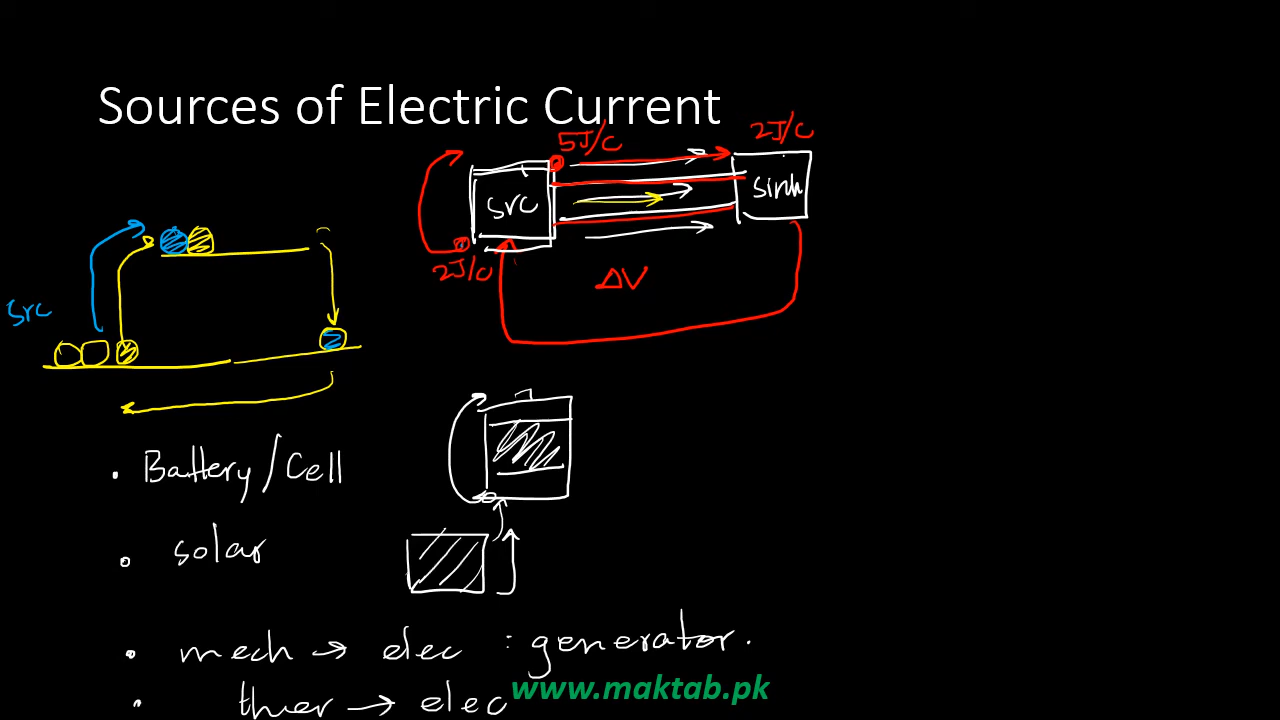 Sources of Electric Current
5J/C
2J/C
src
sink
2J/C
ΔV
src
• Battery/Cell
• solar
• mech → elec : generator.
• ther → elec
www.maktab.pk